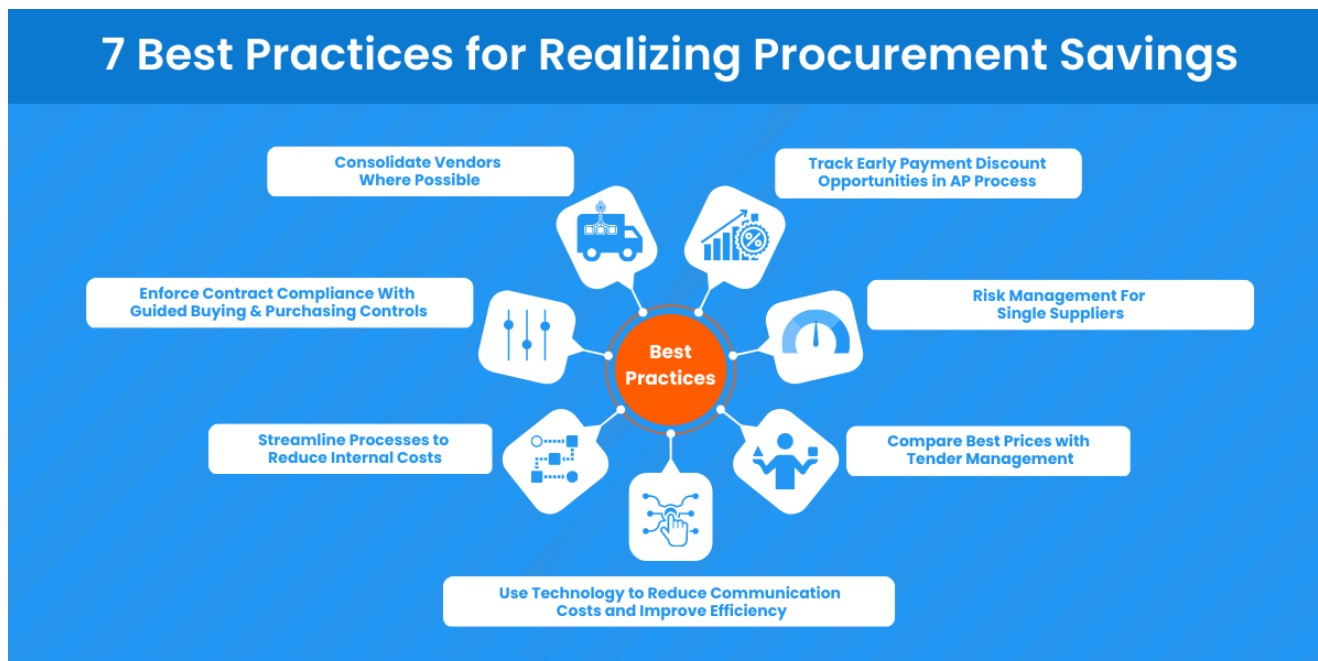 7 Best Practices for Realizing Procurement Savings
Consolidate Vendors
Where Possible
Track Early Payment Discount
Opportunities in AP Process
Enforce Contract Compliance With
Guided Buying & Purchasing Controls
Risk Management For
Single Suppliers
Best
Practices
Streamline Processes to
Reduce Internal Costs
Compare Best Prices with
Tender Management
Use Technology to Reduce Communication
Costs and Improve Efficiency